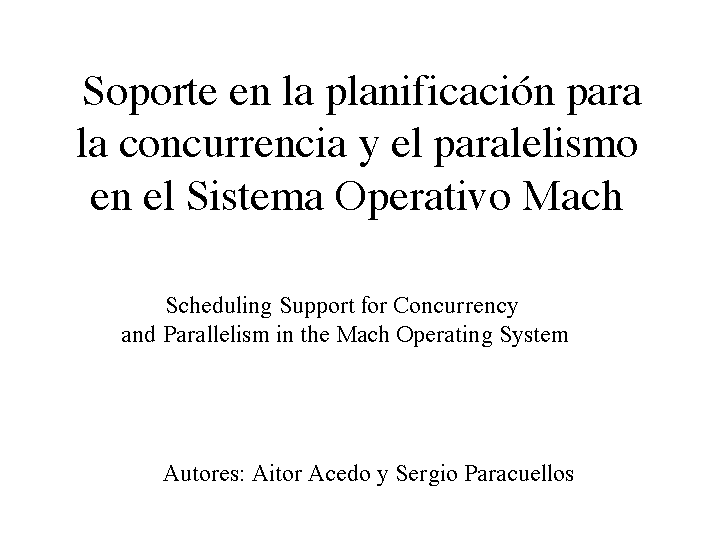 Soporte en la planificación para
la concurrencia y el paralelismo
en el Sistema Operativo Mach
Scheduling Support for Concurrency
and Parallelism in the Mach Operating System
Autores: Aitor Acedo y Sergio Paracuellos